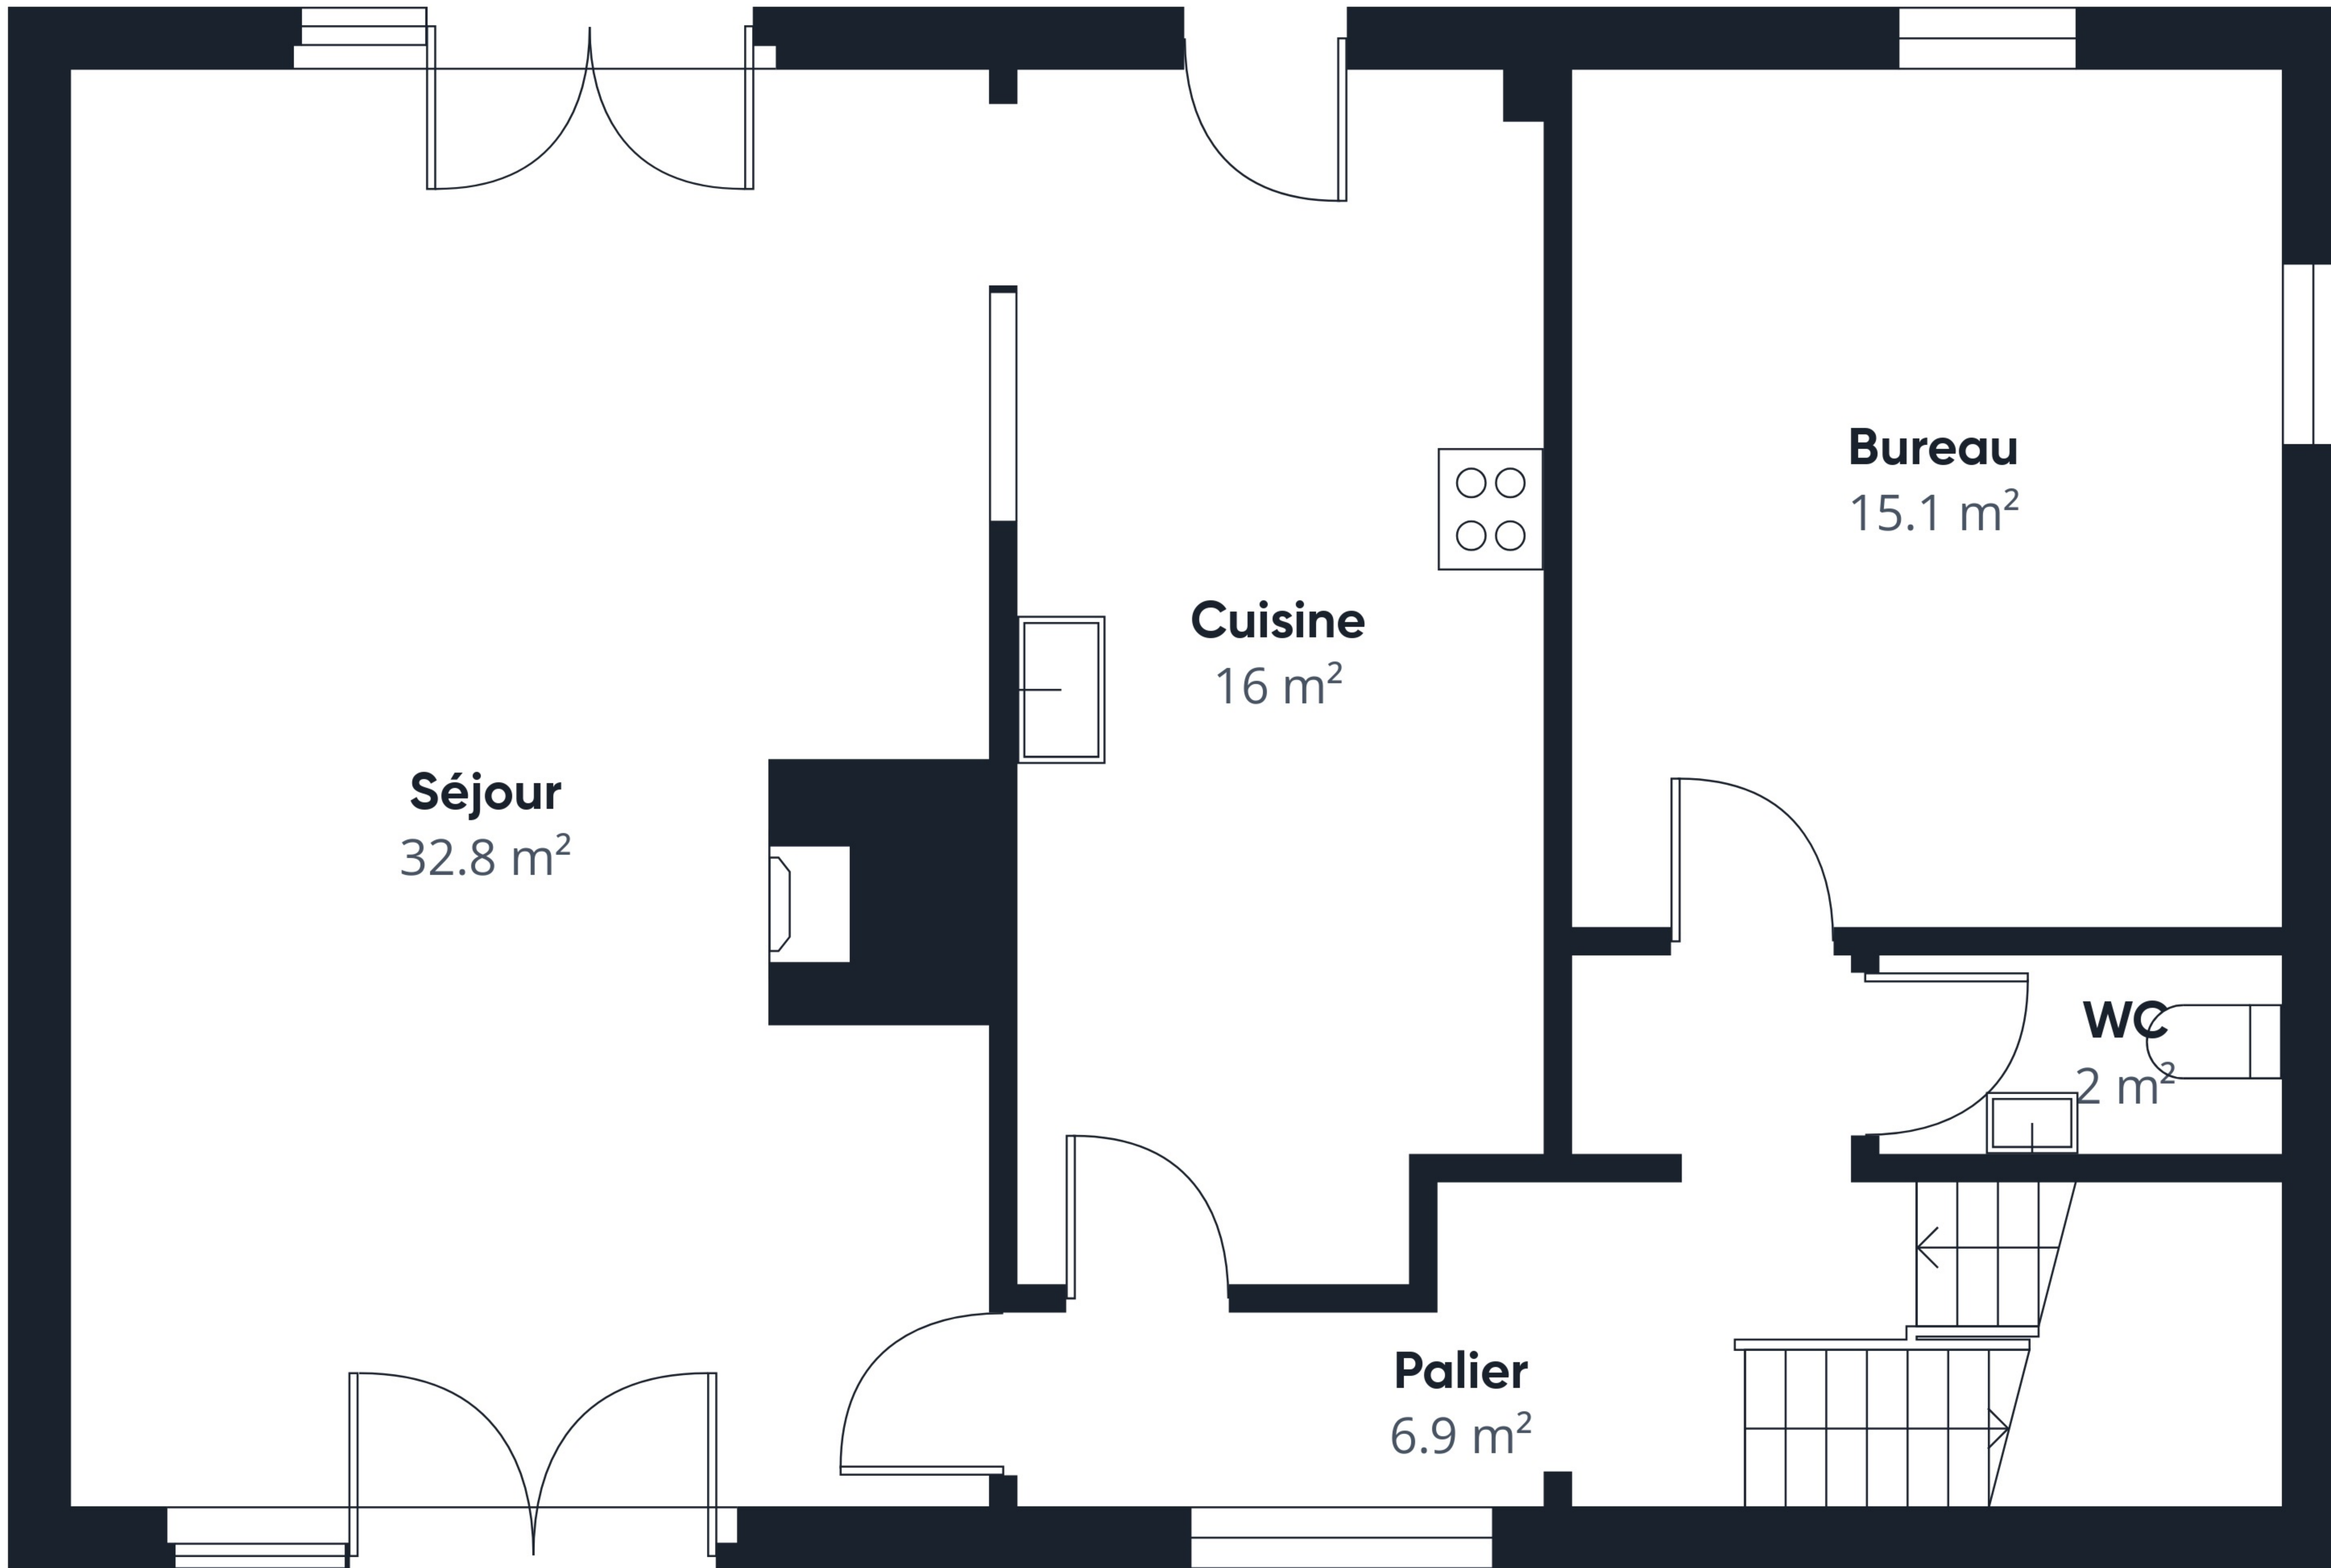 Bureau
15.1 m²
Cuisine
16 m²
Séjour
32.8 m²
WC
2 m²
Palier
6.9 m²